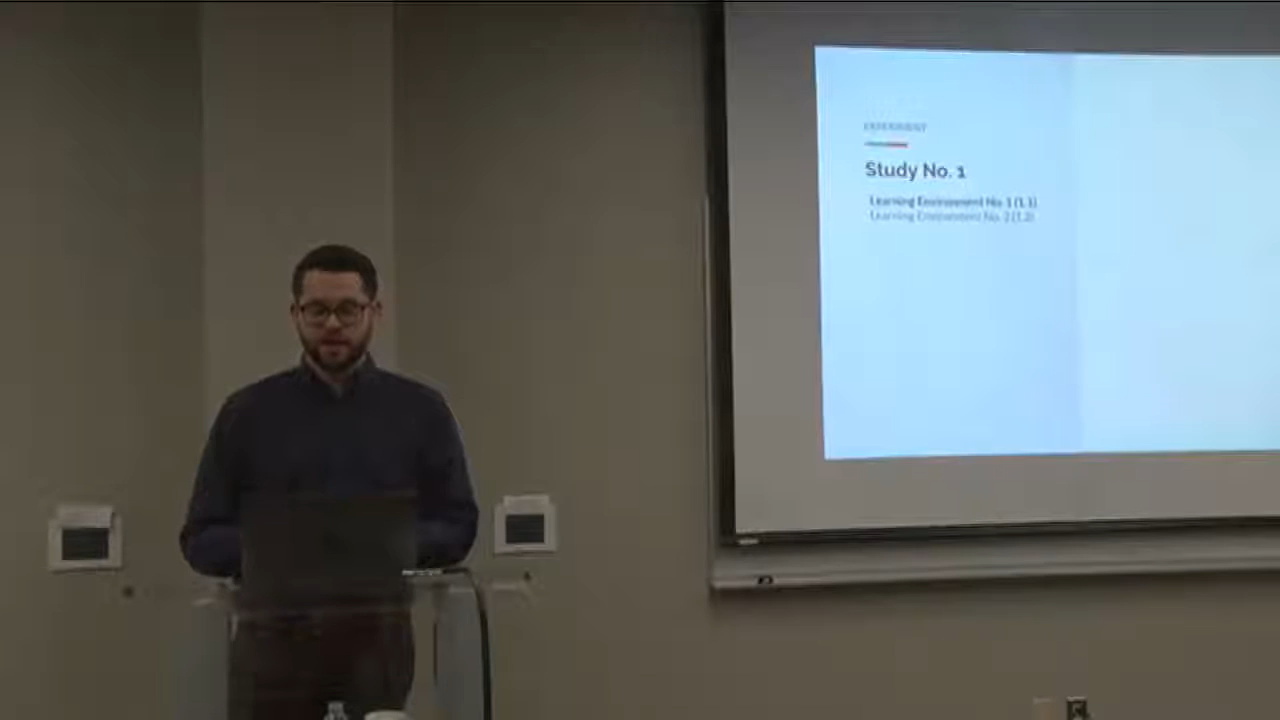 EXPERIMENT
Study No. 1
Learning Environment No. 1 (1.1)
Learning Environment No. 2 (1.2)